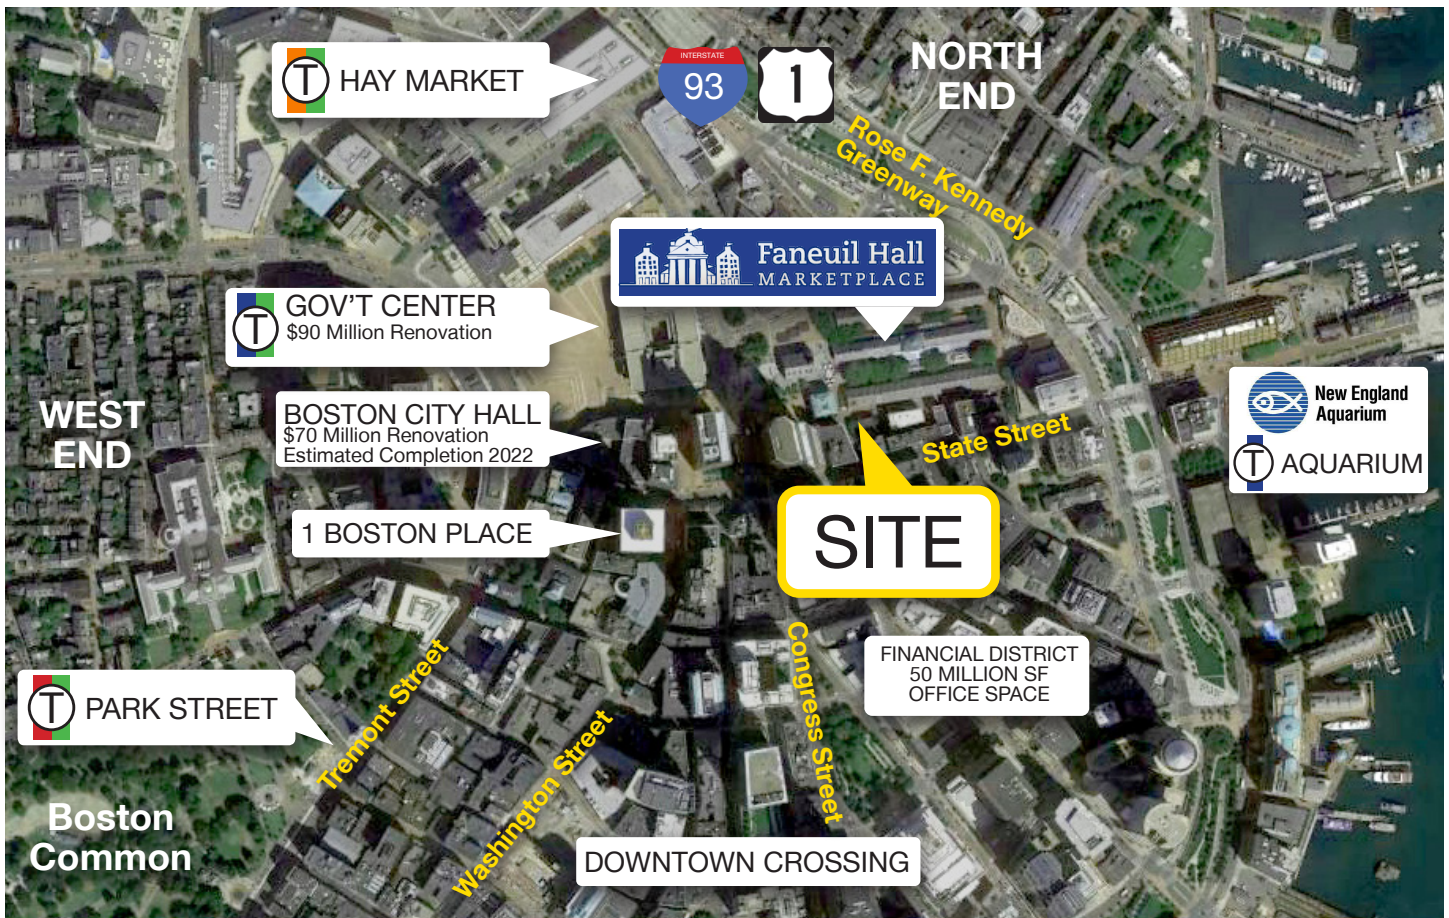 HAY MARKET
T
INTERSTATE
93
1
NORTH
END
Rose F. Kennedy
Greenway
Faneuil Hall
MARKETPLACE
T
GOV'T CENTER
$90 Million Renovation
WEST
END
BOSTON CITY HALL
$70 Million Renovation
Estimated Completion 2022
State Street
New England
Aquarium
T
AQUARIUM
1 BOSTON PLACE
SITE
T
PARK STREET
Tremont Street
Washington Street
Congress Street
FINANCIAL DISTRICT
50 MILLION SF
OFFICE SPACE
Boston
Common
DOWNTOWN CROSSING